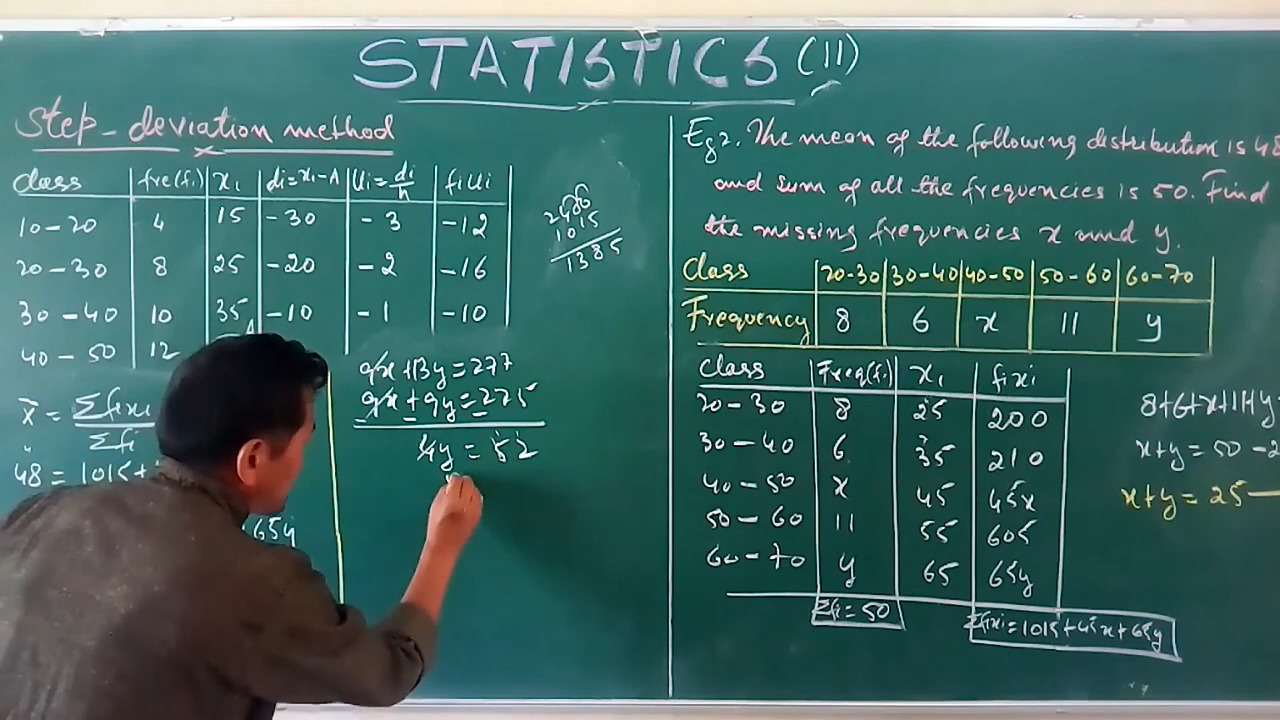 STATISTICS (11)
Step-deviation method
class fre(fi) xi di=xi-A ui=di/h fiui
10-20 4 15 -30 -3 -12
20-30 8 25 -20 -2 -16
30-40 10 35 -10 -1 -10
40-50 12
x̄ = Σfixi / Σfi
48 = 1015+
65y
2400
1015
1385
9x+13y=277
9x+9y=225
4y = 52
Eg2. The mean of the following distribution is 48
and sum of all the frequencies is 50. Find
the missing frequencies x and y.
Class 20-30 30-40 40-50 50-60 60-70
Frequency 8 6 x 11 y
Class Freq(fi) xi fixi
20-30 8 25 200
30-40 6 35 210
40-50 x 45 45x
50-60 11 55 605
60-70 y 65 65y
Σfi=50 Σfixi=1015+45x+65y
8+6+x+11+y
x+y=50-2
x+y=25